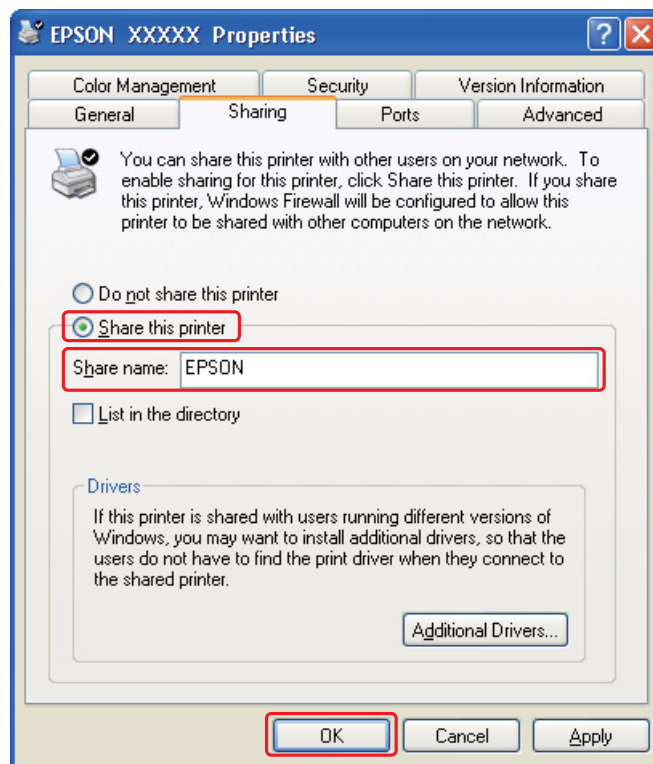 EPSON XXXXX Properties
?
Color Management Security Version Information
General Sharing Ports Advanced
You can share this printer with other users on your network. To
enable sharing for this printer, click Share this printer. If you share
this printer, Windows Firewall will be configured to allow this
printer to be shared with other computers on the network.
Do not share this printer
Share this printer
Share name: EPSON
List in the directory
Drivers
If this printer is shared with users running different versions of
Windows, you may want to install additional drivers, so that the
users do not have to find the print driver when they connect to
the shared printer.
Additional Drivers...
OK Cancel Apply